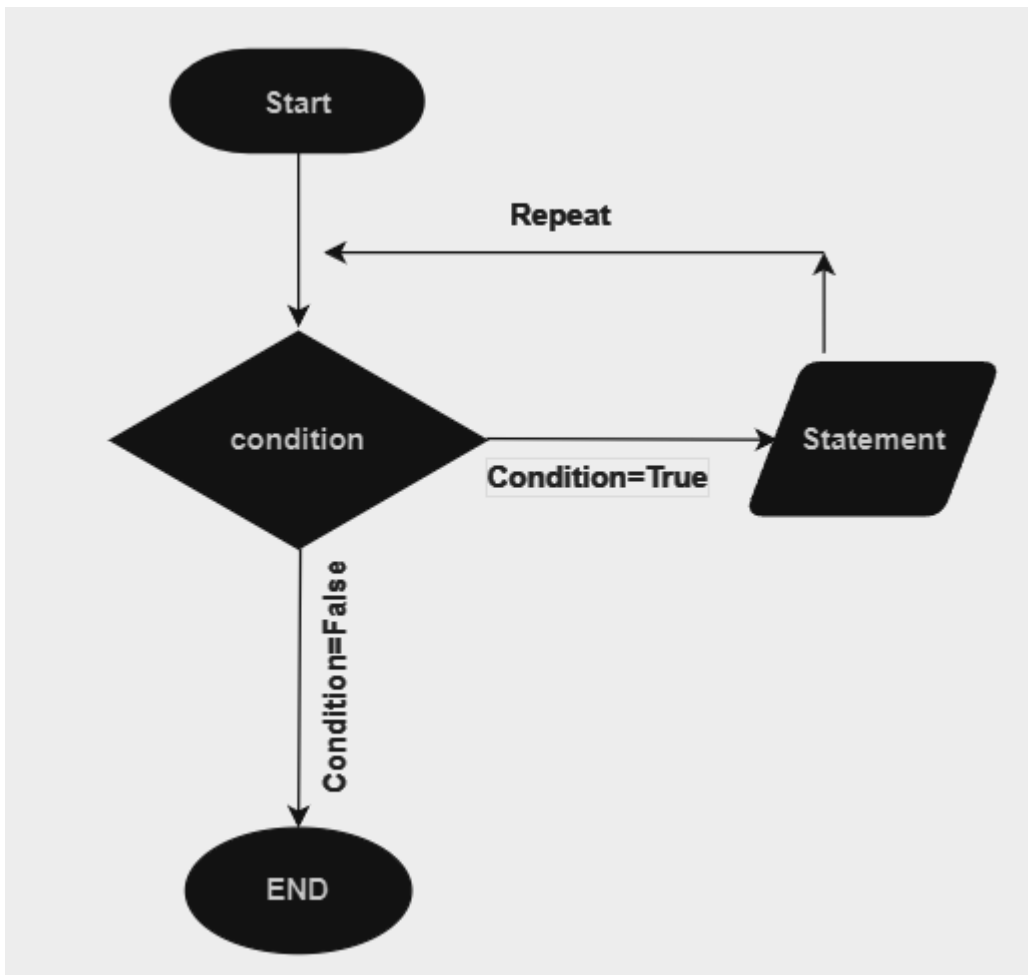 Start
Repeat
condition
Condition=True
Statement
Condition=False
END